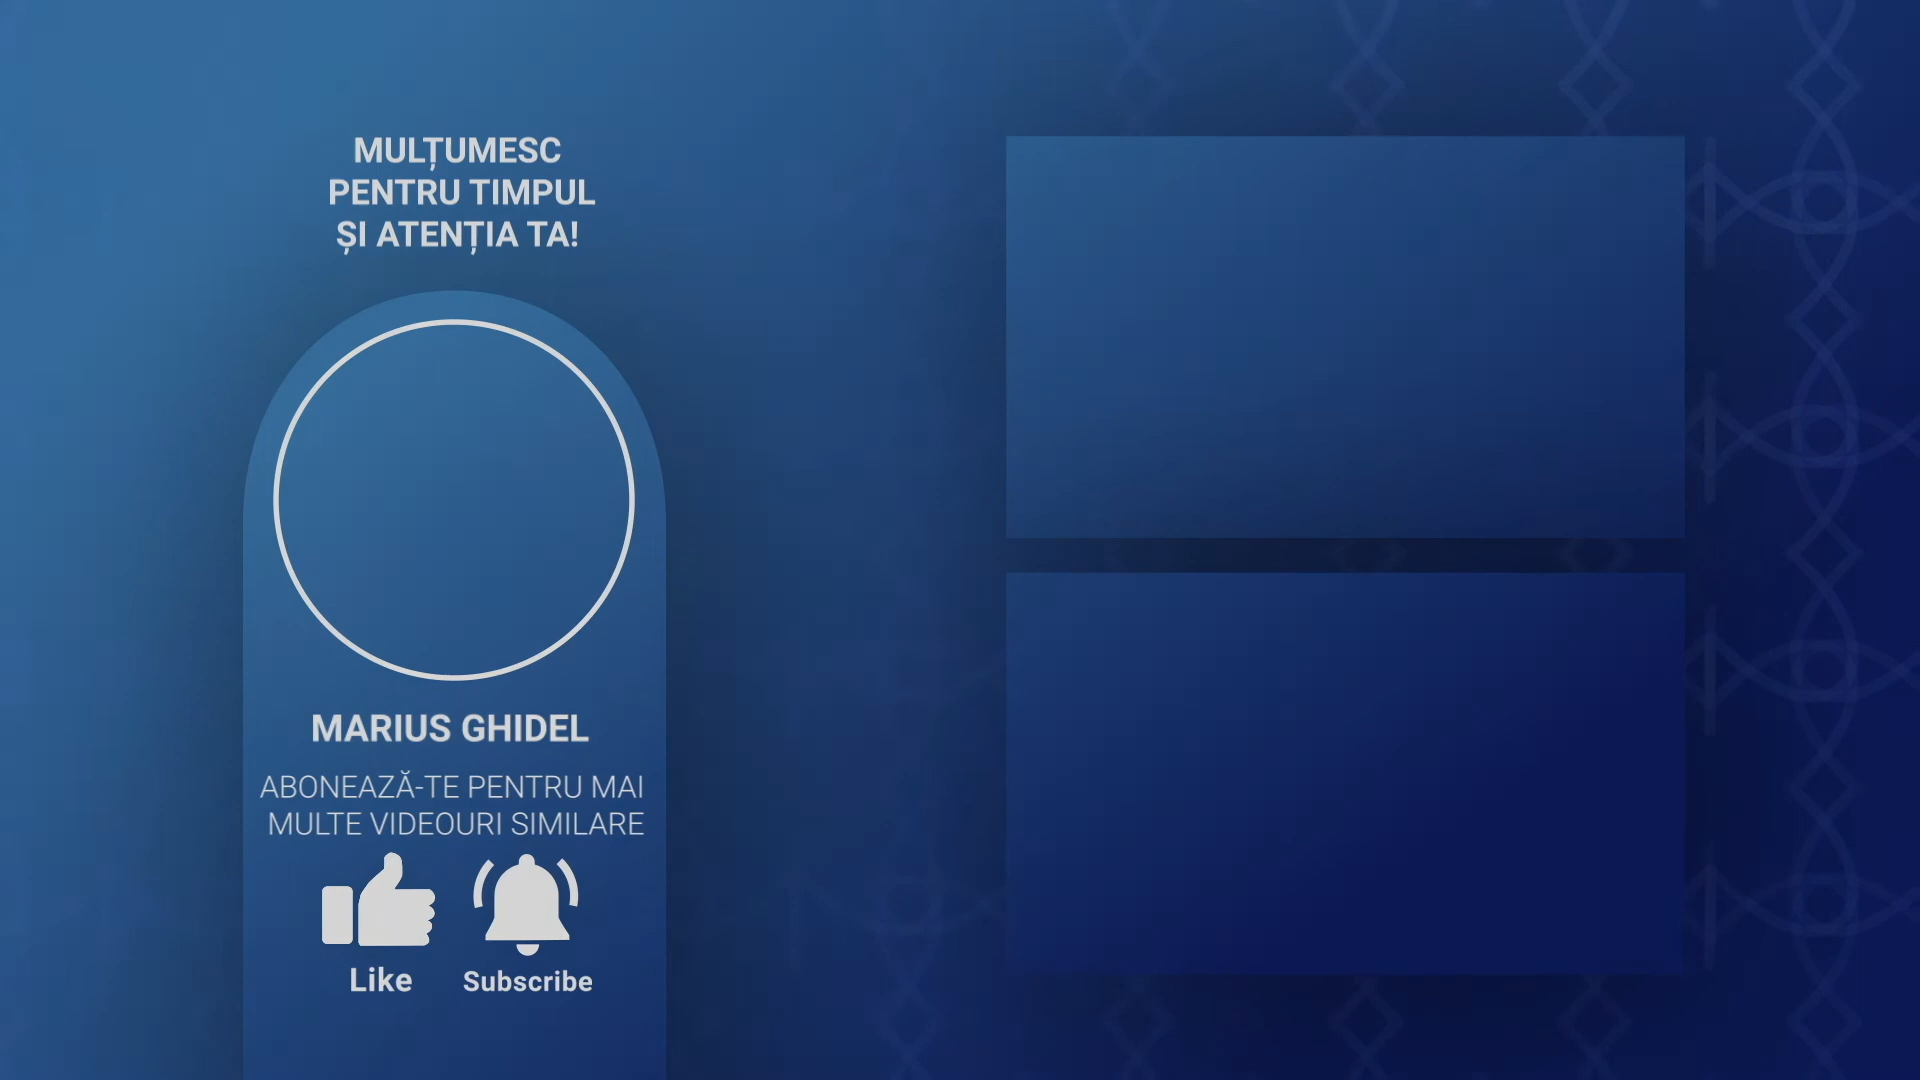 MULȚUMESC
PENTRU TIMPUL
ȘI ATENȚIA TA!
MARIUS GHIDEL
ABONEAZĂ-TE PENTRU MAI
MULTE VIDEOURI SIMILARE
Like
Subscribe